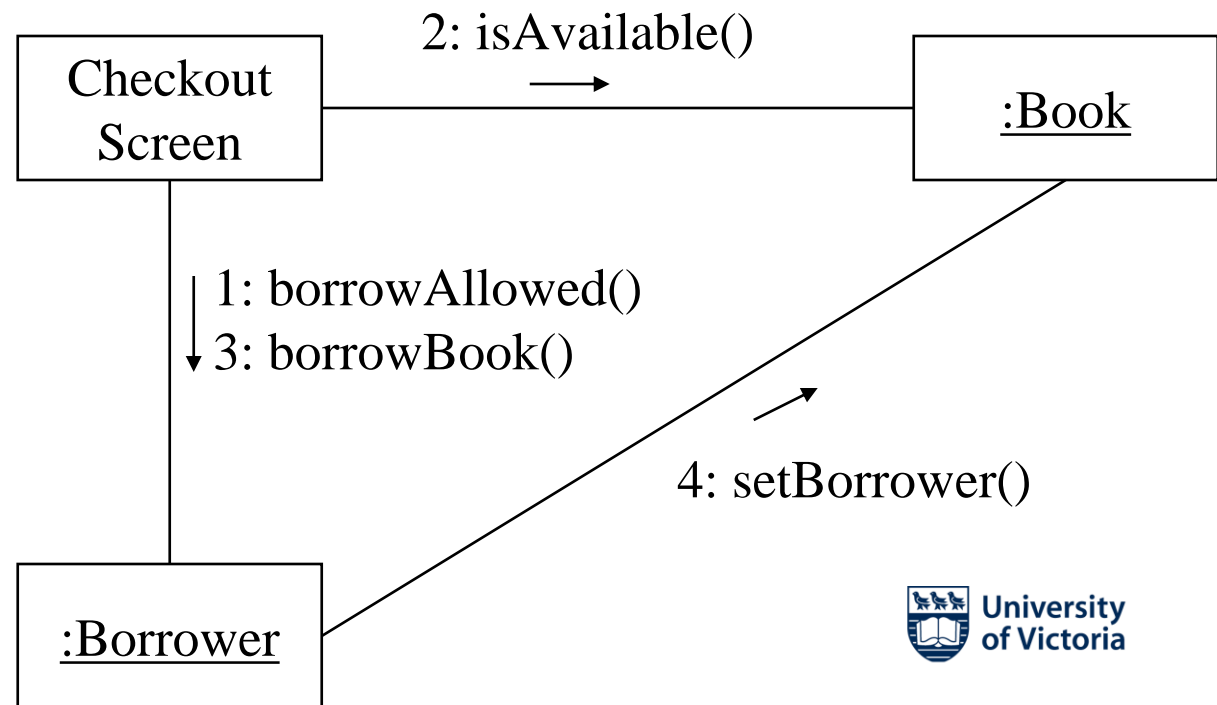 2: isAvailable()
Checkout
Screen
:Book
1: borrowAllowed()
3: borrowBook()
4: setBorrower()
:Borrower
University
of Victoria